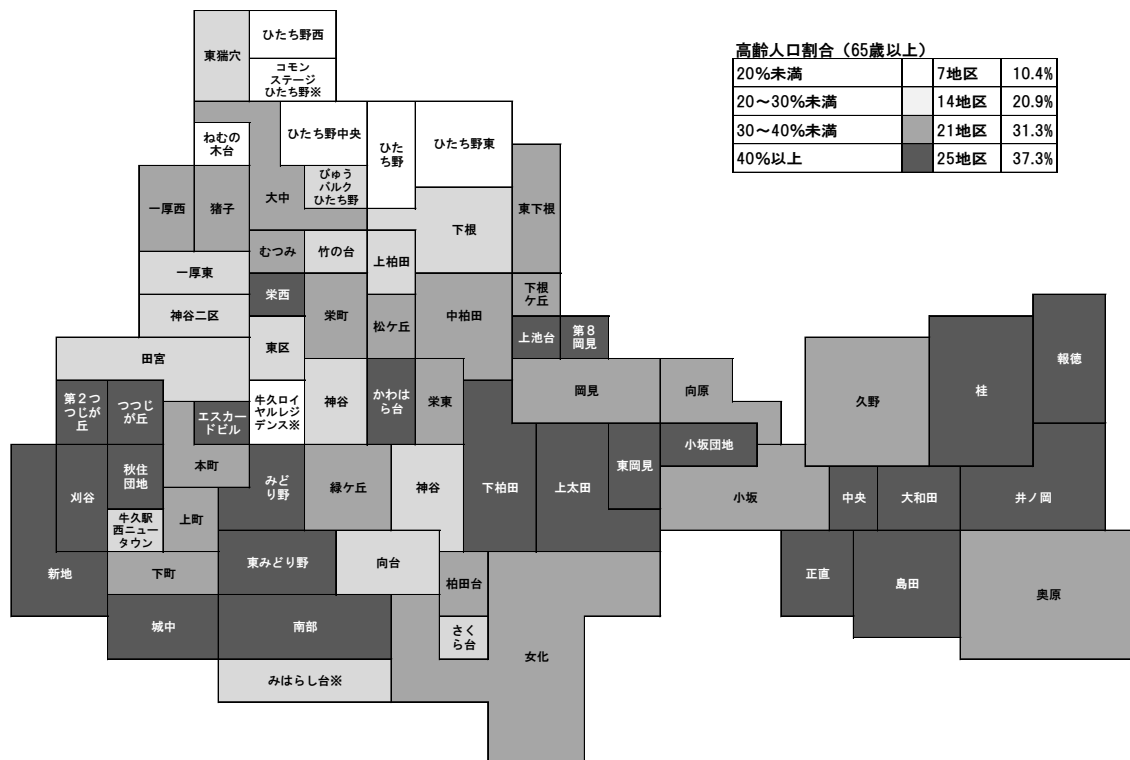 高齢人口割合（65歳以上）
20%未満 7地区 10.4%
20～30%未満 14地区 20.9%
30～40%未満 21地区 31.3%
40%以上 25地区 37.3%
東猯穴
ひたち野西
コモン
ステージ
ひたち野※
ねむの
木台
ひたち野中央
ひた
ち野
ひたち野東
びゅう
パルク
ひたち野
一厚西
猪子
大中
下根
東下根
むつみ
竹の台
上柏田
一厚東
栄西
栄町
松ケ丘
中柏田
下根
ケ丘
神谷二区
東区
上池台
第８
岡見
報徳
田宮
桂
第２つ
つじが
丘
つつじ
が丘
エスカー
ドビル
牛久ロイ
ヤルレジ
デンス※
神谷
かわは
ら台
栄東
岡見
向原
久野
本町
小坂団地
刈谷
秋住
団地
みど
り野
緑ケ丘
神谷
下柏田
上太田
東岡見
小坂
中央
大和田
井ノ岡
牛久駅
西ニュー
タウン
上町
新地
下町
東みどり野
向台
柏田台
正直
島田
奥原
城中
南部
さく
ら台
女化
みはらし台※